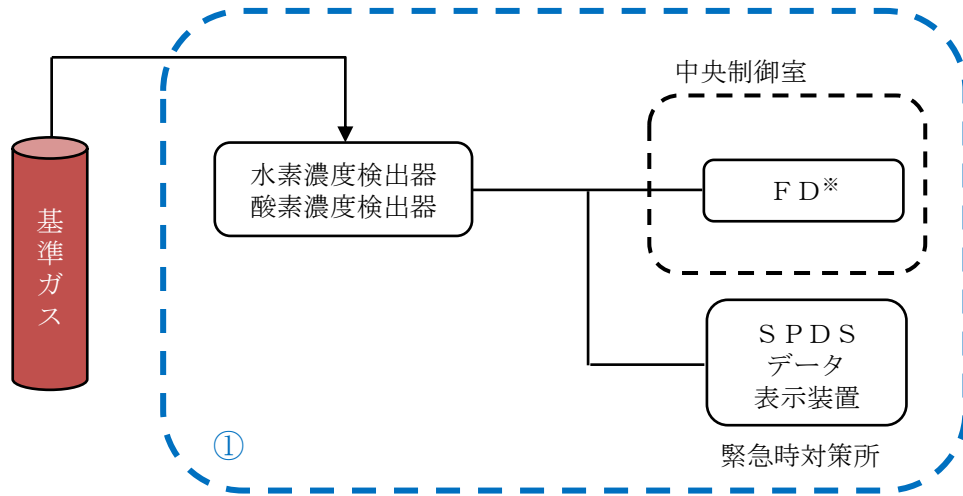 中央制御室
水素濃度検出器
酸素濃度検出器
ＦＤ※
基準ガス
ＳＰＤＳ
データ
表示装置
①
緊急時対策所